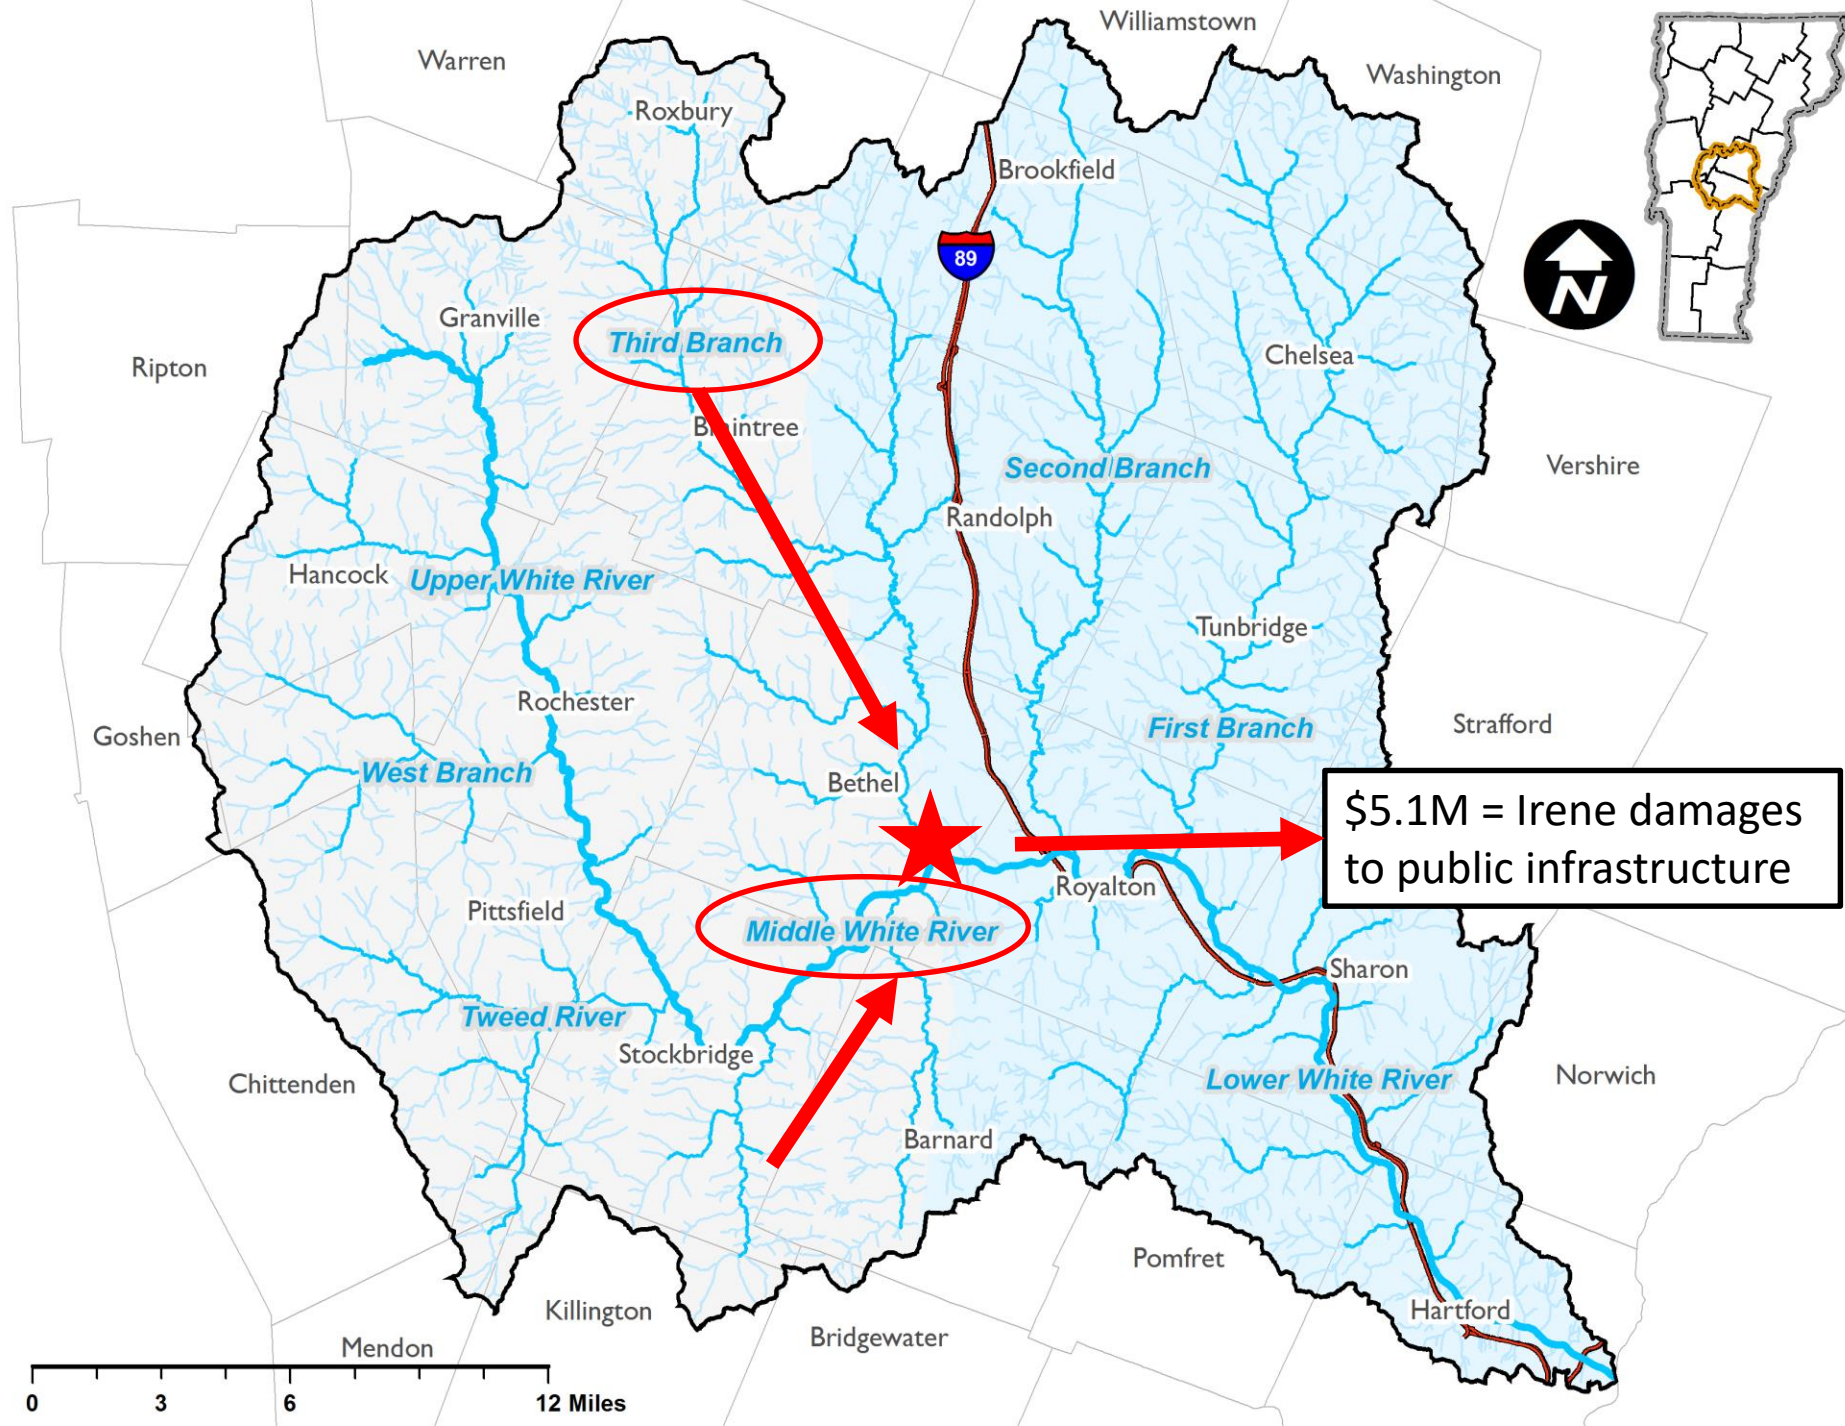 Williamstown
Warren
Washington
Roxbury
Brookfield
89
N
Granville
Third Branch
Ripton
Chelsea
Braintree
Second Branch
Vershire
Randolph
Hancock
Upper White River
Tunbridge
Rochester
First Branch
Strafford
Goshen
West Branch
Bethel
$5.1M = Irene damages
to public infrastructure
Royalton
Pittsfield
Middle White River
Sharon
Tweed River
Stockbridge
Chittenden
Lower White River
Norwich
Barnard
Pomfret
Killington
Hartford
Bridgewater
Mendon
0 3 6 12 Miles